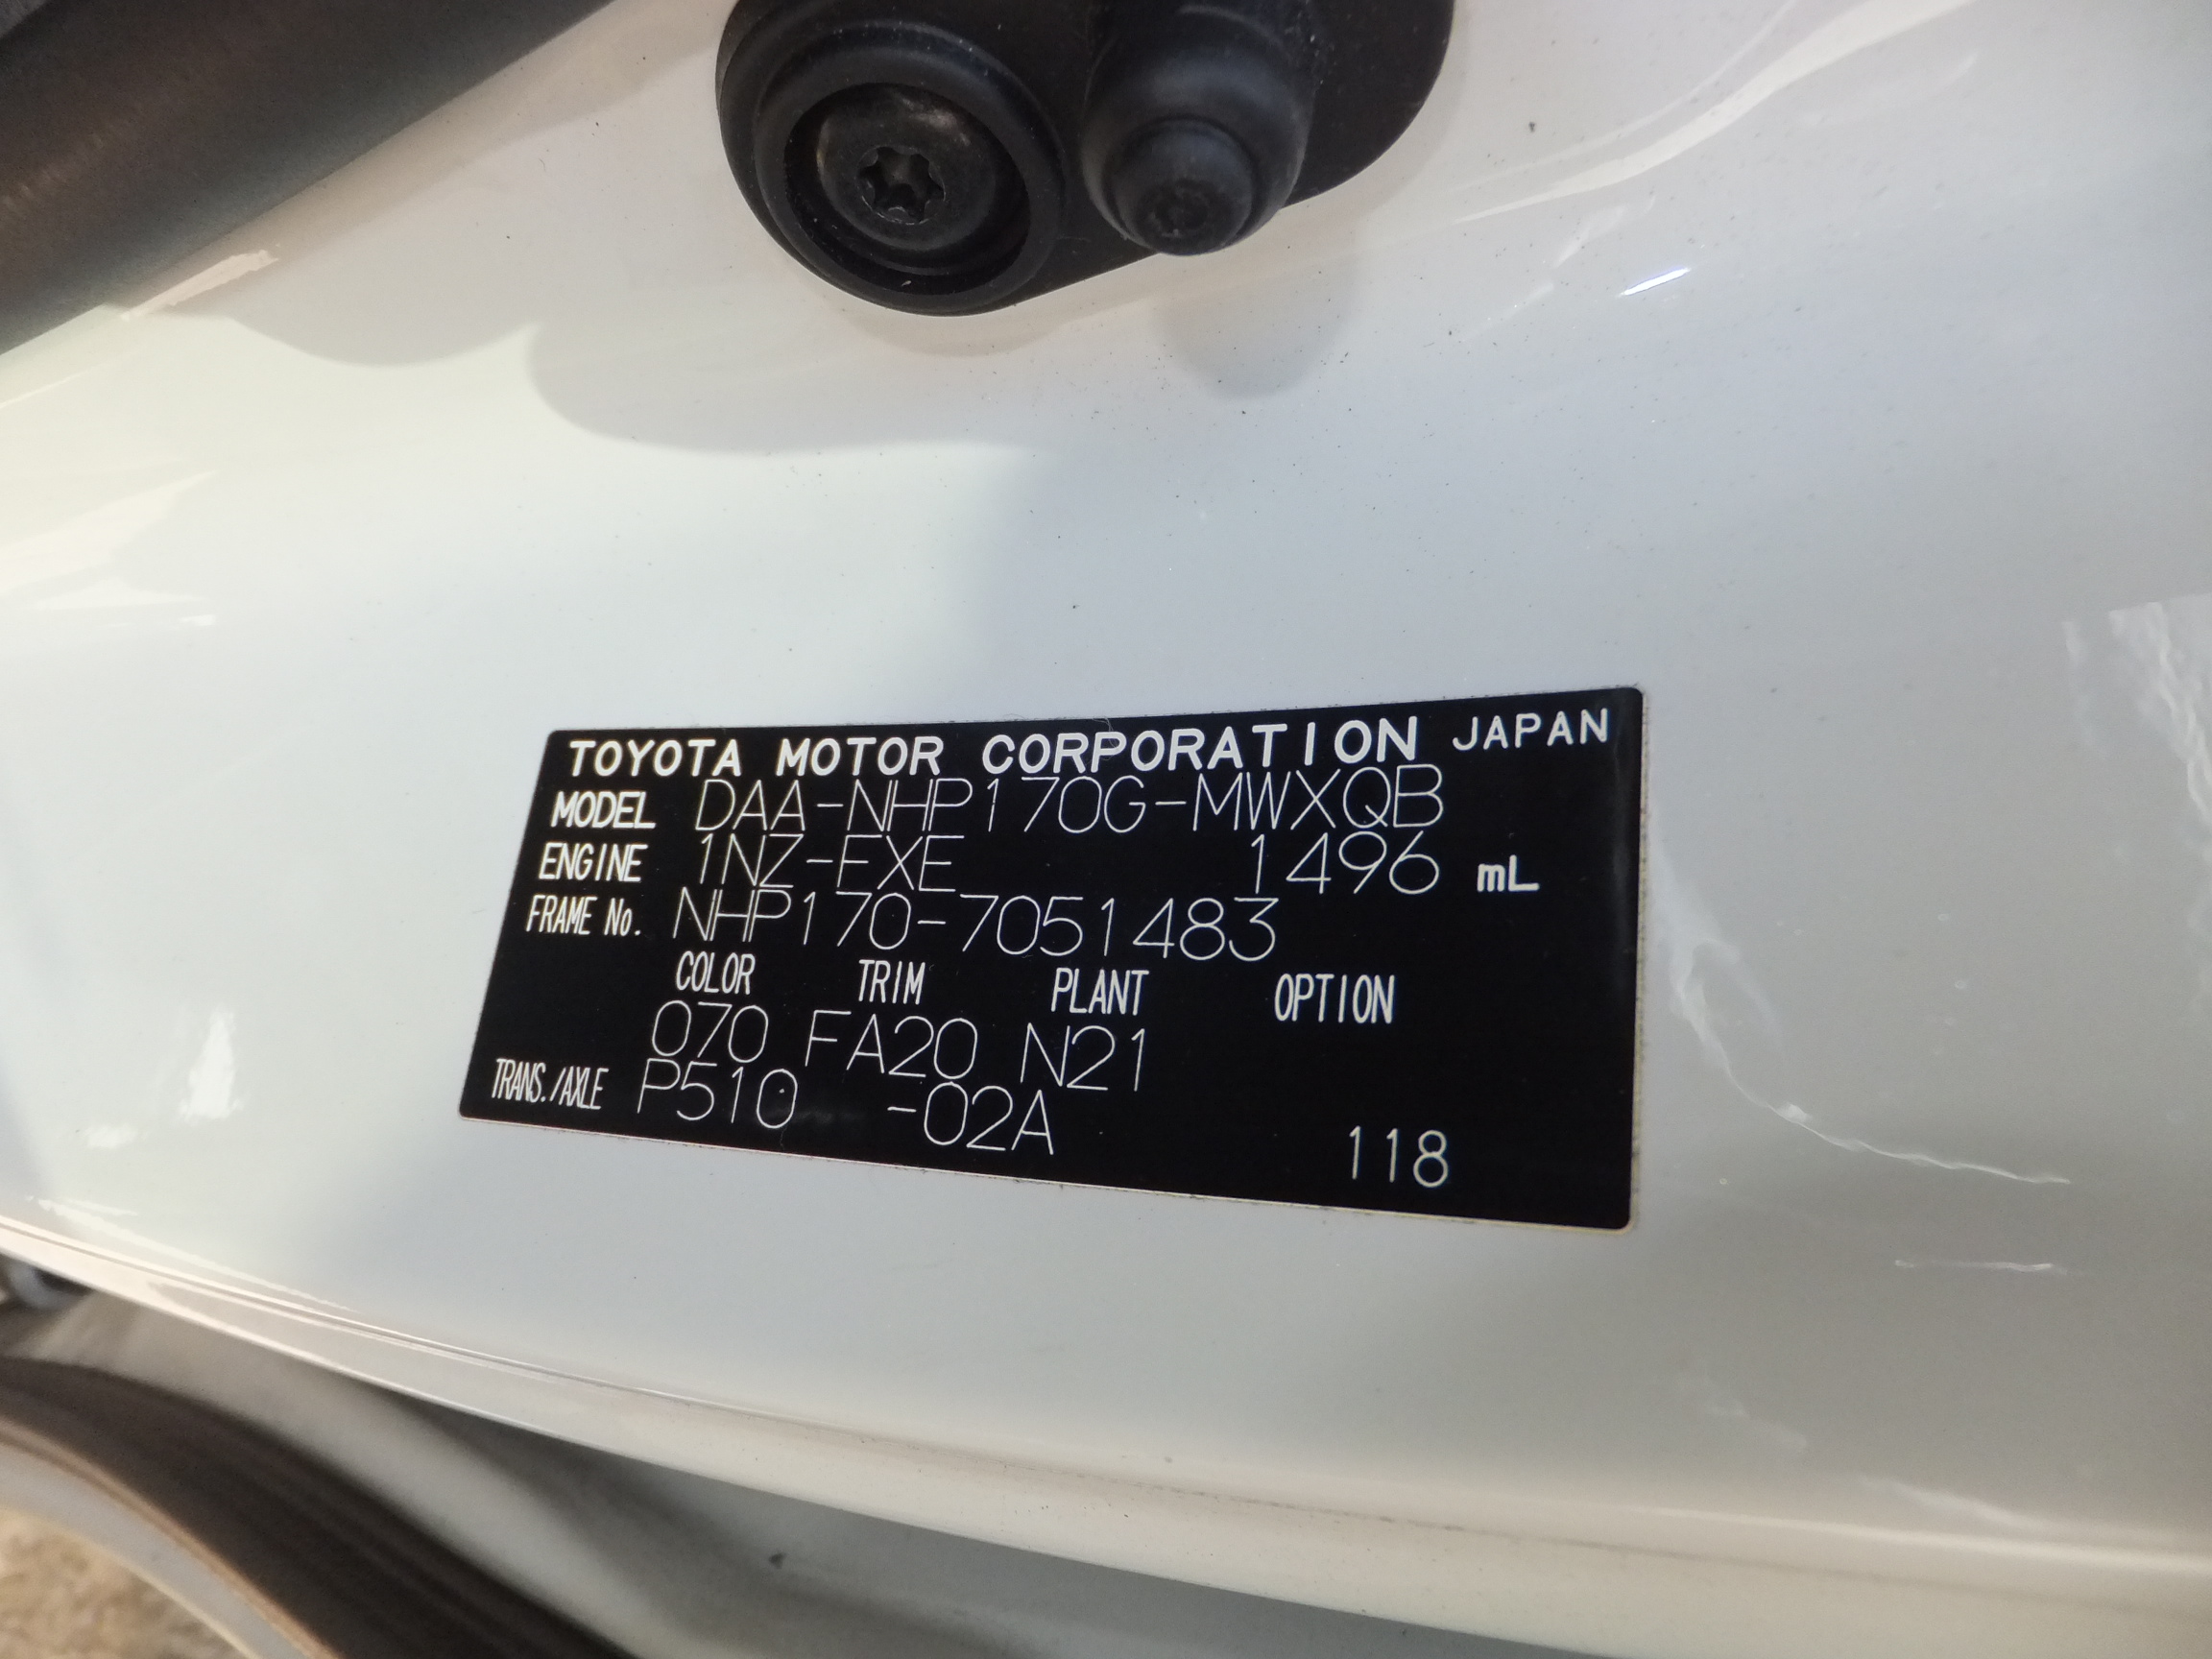 TOYOTA MOTOR CORPORATION JAPAN
MODEL DAA-NHP170G-MWXQB
ENGINE 1NZ-FXE 1496 mL
FRAME No. NHP170-7051483
COLOR TRIM PLANT OPTION
070 FA20 N21
TRANS./AXLE P510 -02A
118